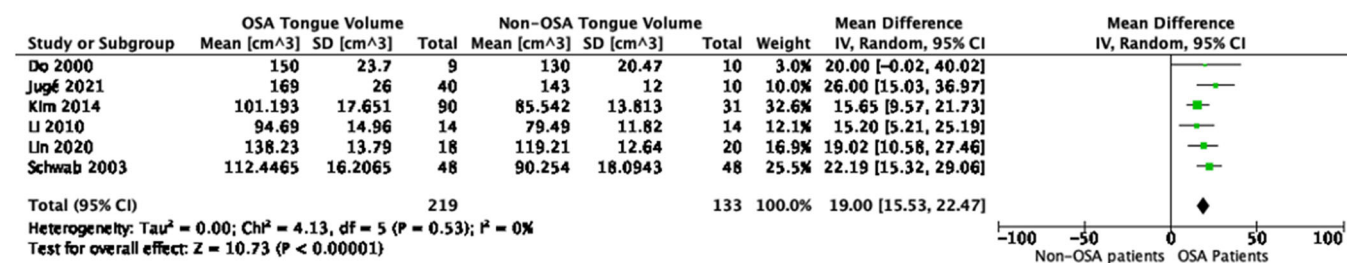 OSA Tongue Volume Non-OSA Tongue Volume Mean Difference Mean Difference
Study or Subgroup Mean [cm^3] SD [cm^3] Total Mean [cm^3] SD [cm^3] Total Weight IV, Random, 95% CI IV, Random, 95% CI
Do 2000 150 23.7 9 130 20.47 10 3.0% 20.00 [-0.02, 40.02]
Jugé 2021 169 26 40 143 12 10 10.0% 26.00 [15.03, 36.97]
Kim 2014 101.193 17.651 90 85.542 13.813 31 32.6% 15.65 [9.57, 21.73]
Li 2010 94.69 14.96 14 79.49 11.82 14 12.1% 15.20 [5.21, 25.19]
Lin 2020 138.23 13.79 18 119.21 12.64 20 16.9% 19.02 [10.58, 27.46]
Schwab 2003 112.4465 16.2065 48 90.254 18.0943 48 25.5% 22.19 [15.32, 29.06]
Total (95% CI) 219 133 100.0% 19.00 [15.53, 22.47]
Heterogeneity: Tau² = 0.00; Chi² = 4.13, df = 5 (P = 0.53); I² = 0%
Test for overall effect: Z = 10.73 (P < 0.00001)
-100 -50 0 50 100
Non-OSA patients OSA Patients